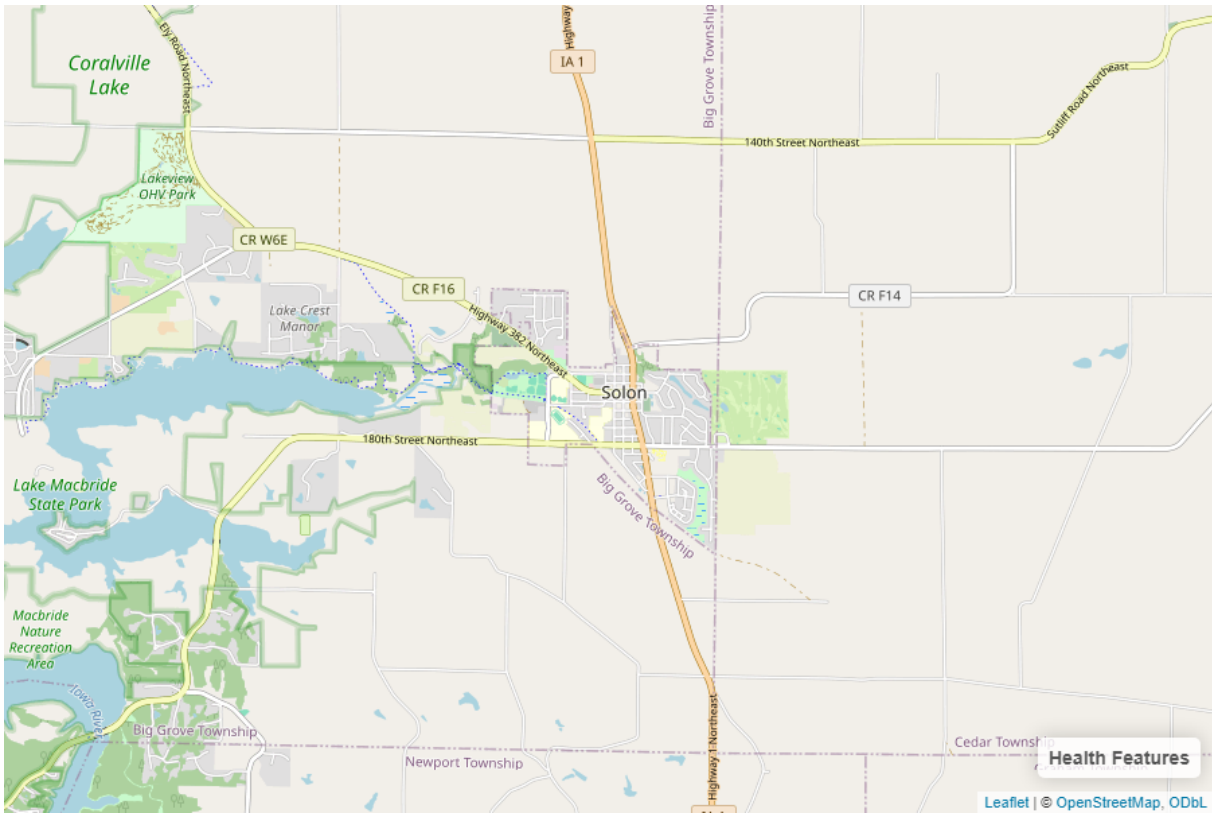 Highway
IA 1
Big Grove Township
Ely Road Northeast
Coralville
Lake
Sutliff Road Northeast
140th Street Northeast
Lakeview
OHV Park
CR W6E
CR F16
CR F14
Lake Crest
Manor
Highway 382 Northeast
Solon
180th Street Northeast
Lake Macbride
State Park
Big Grove Township
Macbride
Nature
Recreation
Area
Iowa River
Big Grove Township
Newport Township
Highway 1 Northeast
Cedar Township
Health Features
Leaflet | © OpenStreetMap, ODbL